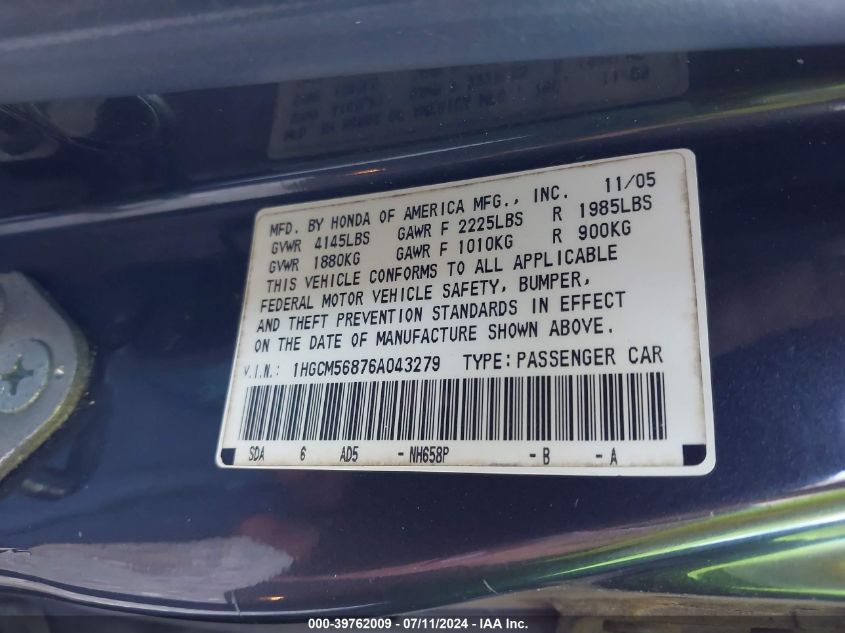 MFD. BY HONDA OF AMERICA MFG., INC. 11/05
GVWR 4145LBS GAWR F 2225LBS R 1985LBS
GVWR 1880KG GAWR F 1010KG R 900KG
THIS VEHICLE CONFORMS TO ALL APPLICABLE
FEDERAL MOTOR VEHICLE SAFETY, BUMPER,
AND THEFT PREVENTION STANDARDS IN EFFECT
ON THE DATE OF MANUFACTURE SHOWN ABOVE.
V.I.N.: 1HGCM56876A043279 TYPE: PASSENGER CAR
SDA 6 AD5 - NH658P - B - A
000-39762009 - 07/11/2024 - IAA Inc.